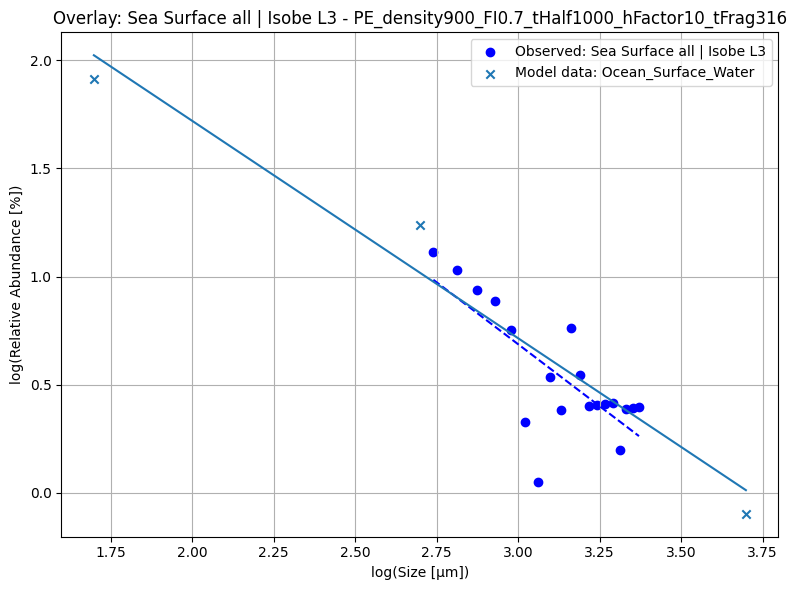 Overlay: Sea Surface all | Isobe L3 - PE_density900_FI0.7_tHalf1000_hFactor10_tFrag316
Observed: Sea Surface all | Isobe L3
Model data: Ocean_Surface_Water
log(Relative Abundance [%])
2.0
1.5
1.0
0.5
0.0
1.75 2.00 2.25 2.50 2.75 3.00 3.25 3.50 3.75
log(Size [μm])